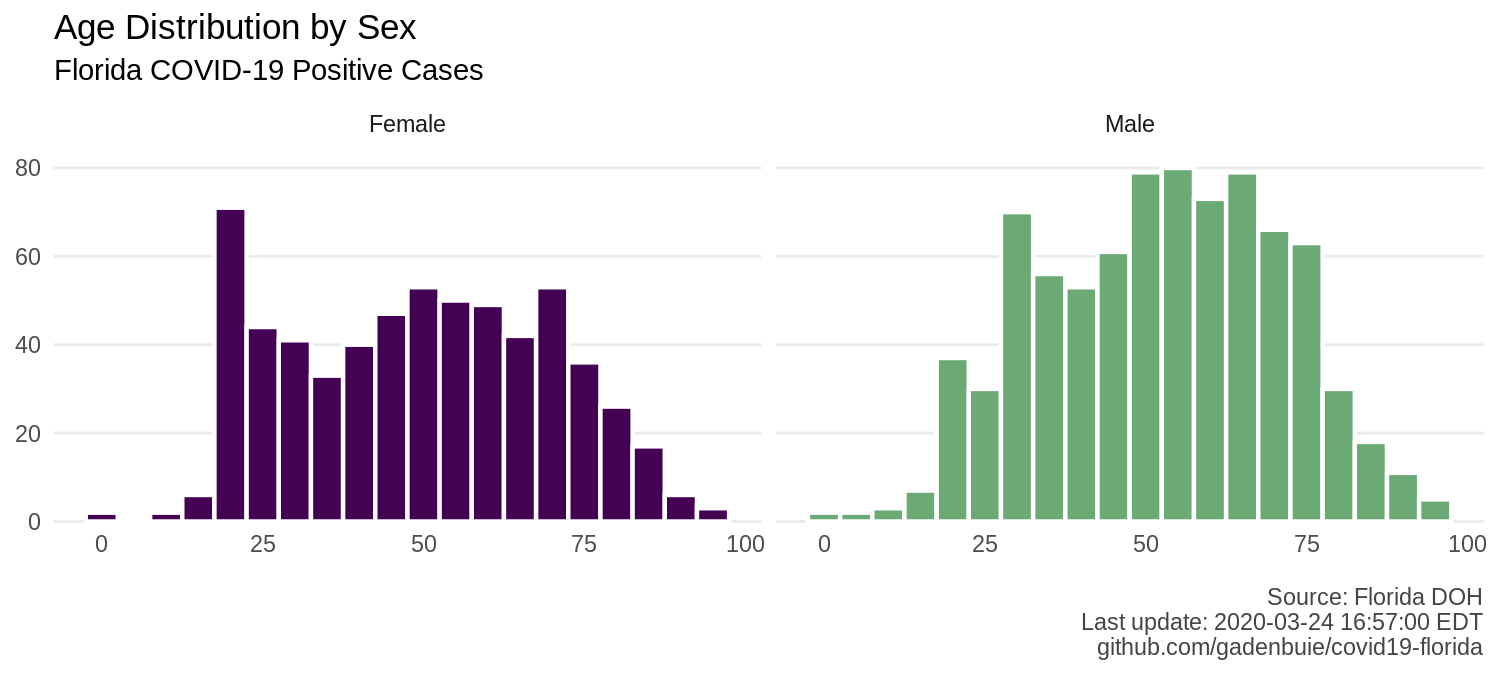 Age Distribution by Sex
Florida COVID-19 Positive Cases
Female
Male
80
60
40
20
0
0 25 50 75 100
0 25 50 75 100
Source: Florida DOH
Last update: 2020-03-24 16:57:00 EDT
github.com/gadenbuie/covid19-florida